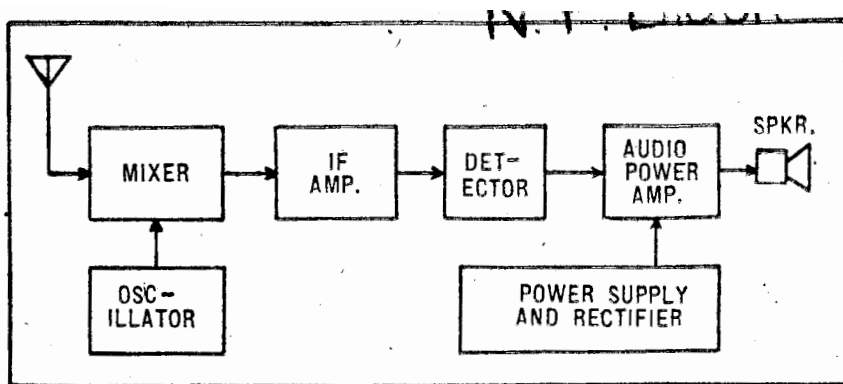 MIXER
IF
AMP.
DET-
ECTOR
AUDIO
POWER
AMP.
SPKR.
OSC-
ILLATOR
POWER SUPPLY
AND RECTIFIER